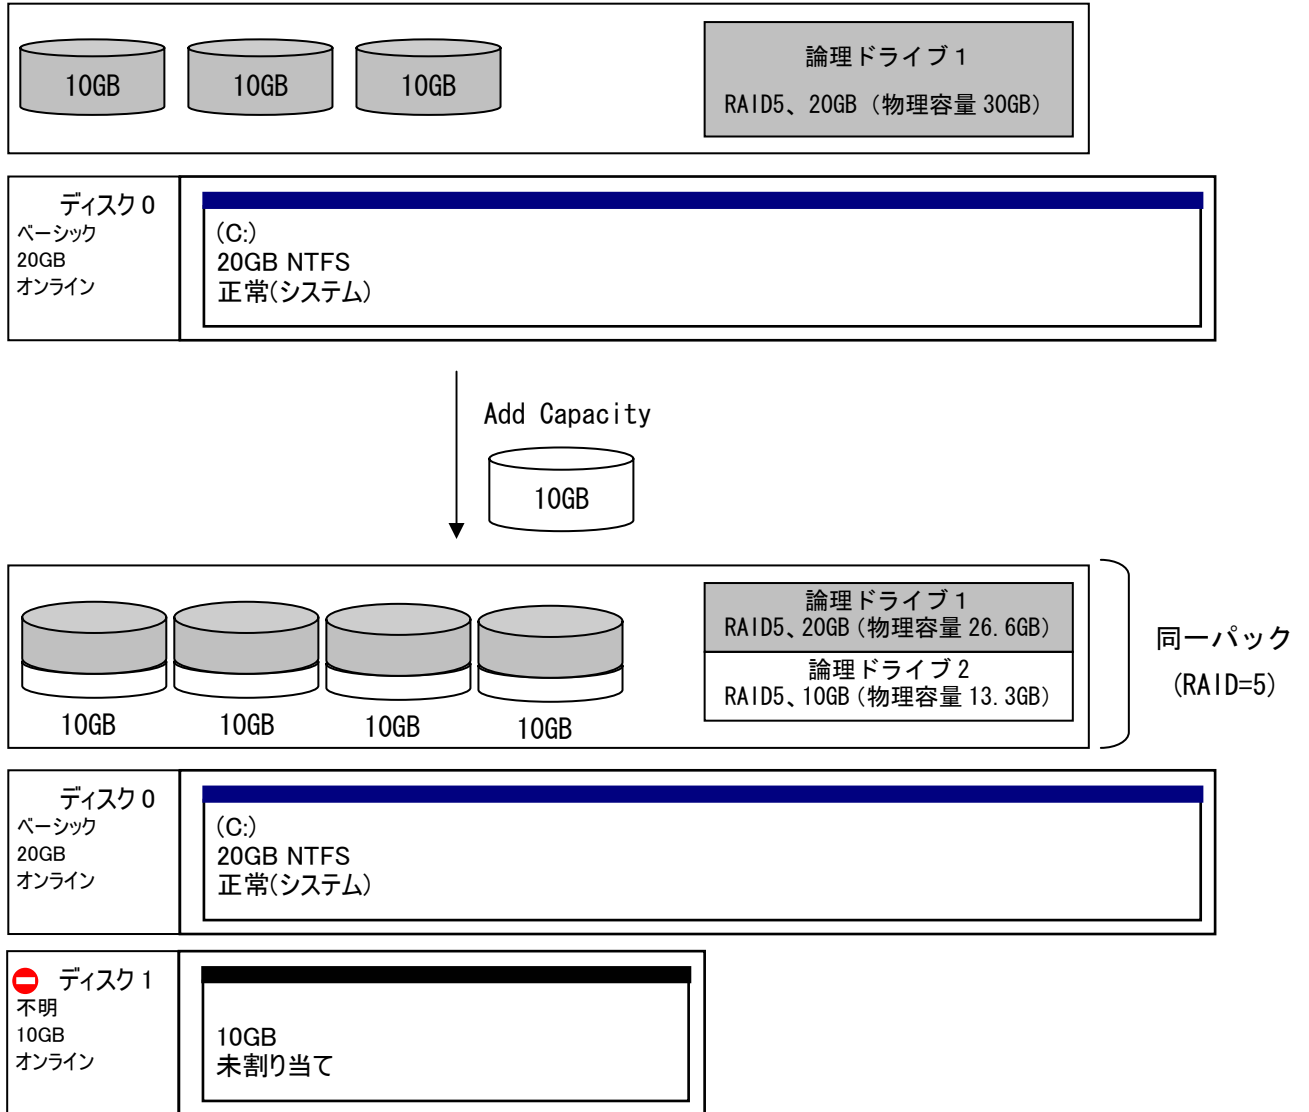 10GB
10GB
10GB
論理ドライブ1
RAID5、20GB(物理容量 30GB)
ディスク 0
ベーシック
20GB
オンライン
(C:)
20GB NTFS
正常(システム)
Add Capacity
10GB
論理ドライブ1
RAID5、20GB(物理容量 26.6GB)
論理ドライブ2
RAID5、10GB(物理容量 13.3GB)
10GB
10GB
10GB
10GB
同一パック
(RAID=5)
ディスク 0
ベーシック
20GB
オンライン
(C:)
20GB NTFS
正常(システム)
ディスク 1
不明
10GB
オンライン
10GB
未割り当て